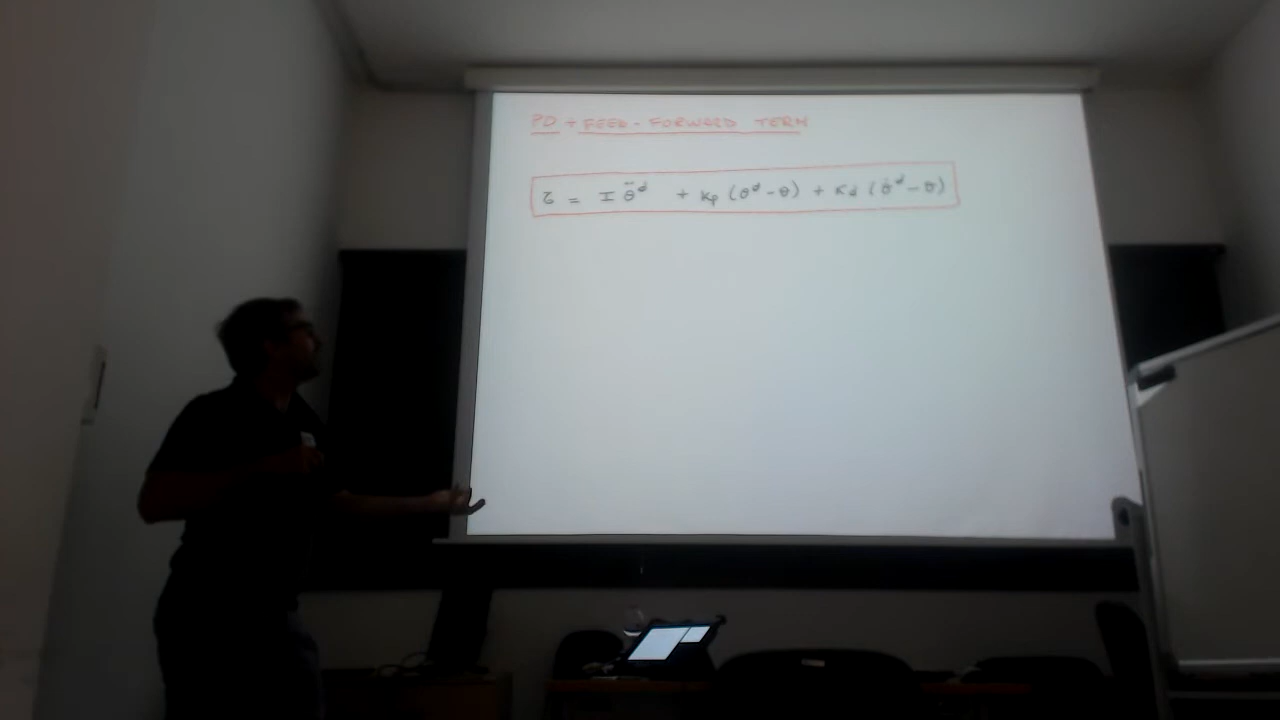 PD + FEED-FORWARD TERM
τ = I θ̈ᵈ + Kp (θᵈ - θ) + Kd (θ̇ᵈ - θ̇)